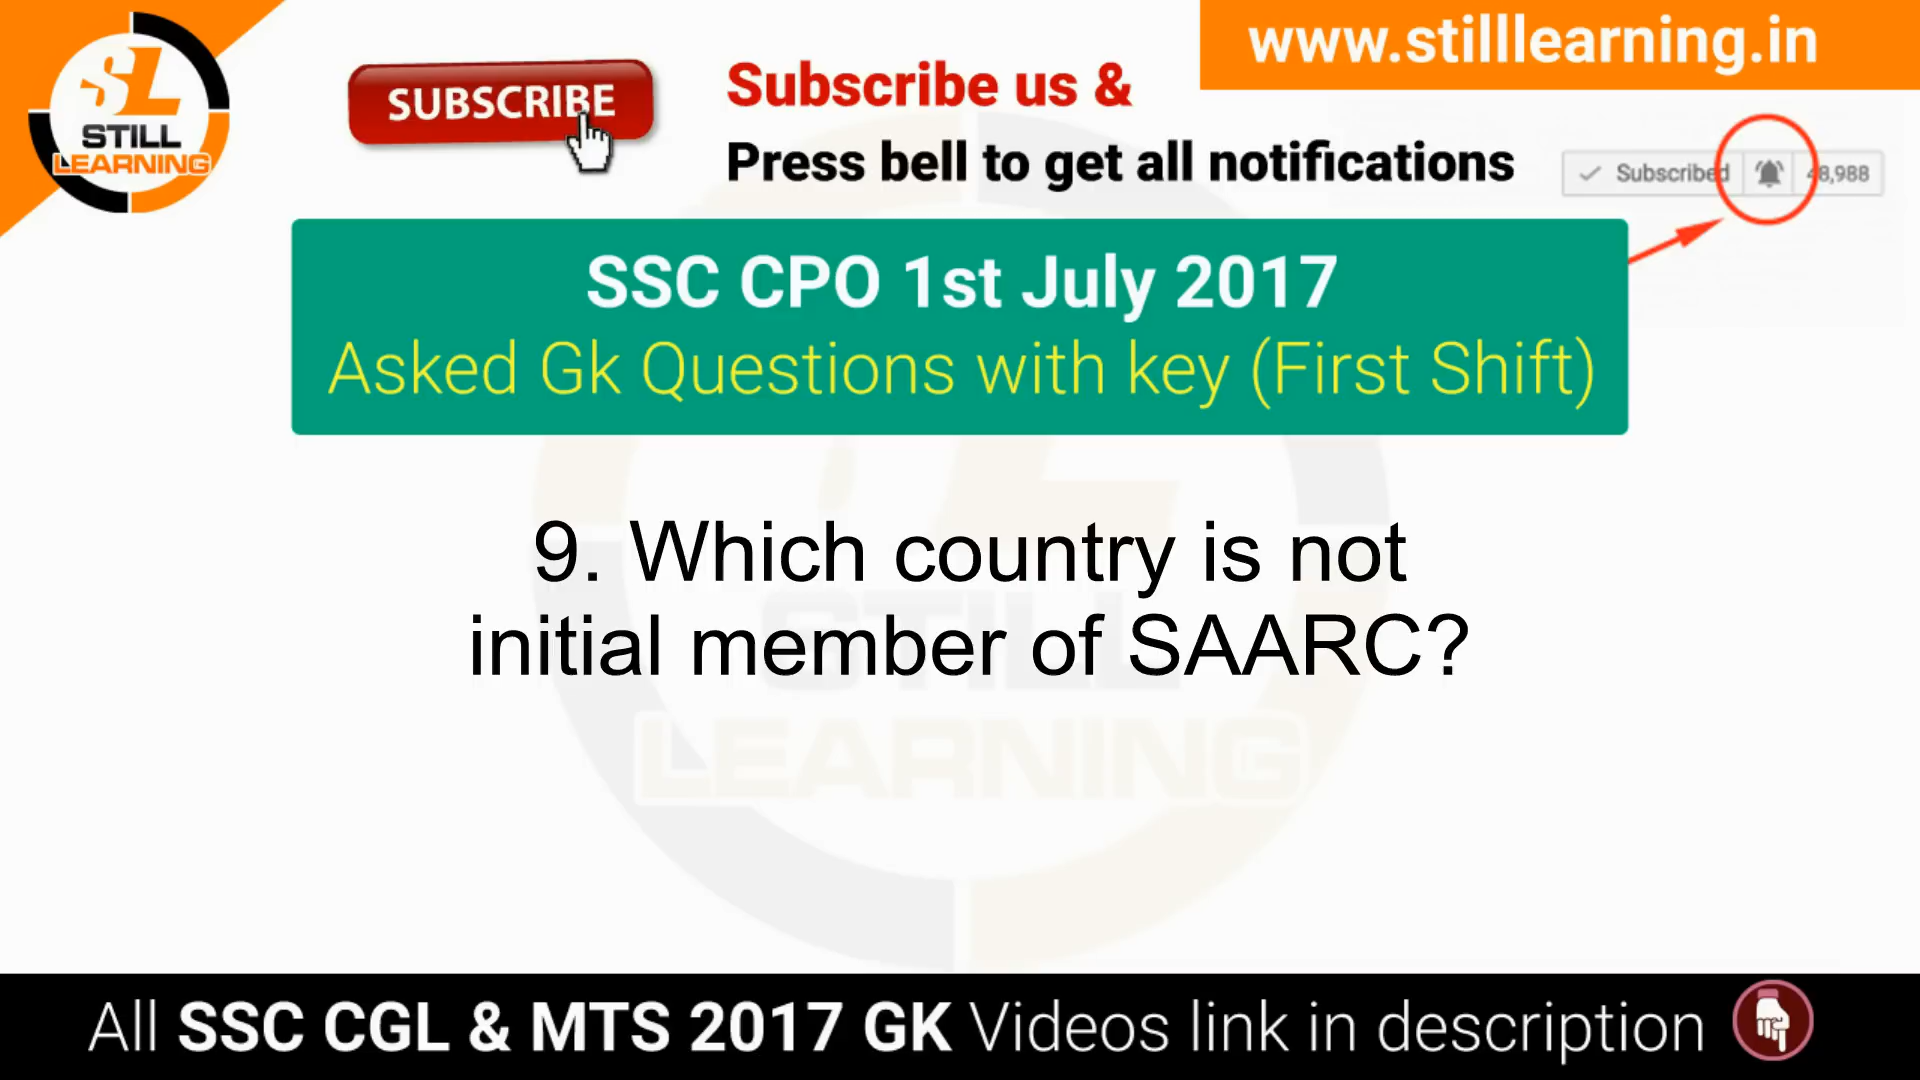 www.stilllearning.in
SL
STILL
LEARNING
SUBSCRIBE
Subscribe us &
Press bell to get all notifications
Subscribed
SSC CPO 1st July 2017
Asked Gk Questions with key (First Shift)
9. Which country is not
initial member of SAARC?
STILL
LEARNING
All SSC CGL & MTS 2017 GK Videos link in description